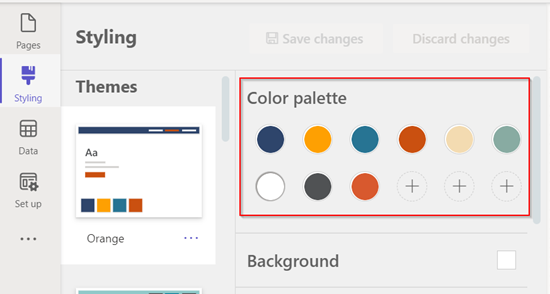 Pages
Styling
Data
Set up
Styling
Save changes
Discard changes
Themes
Aa
Orange
Color palette
Background